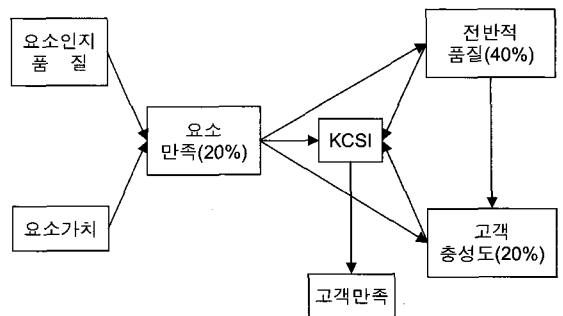 요소인지
품 질
전반적
품질(40%)
요소
만족(20%)
KCSI
요소가치
고객
충성도(20%)
고객만족